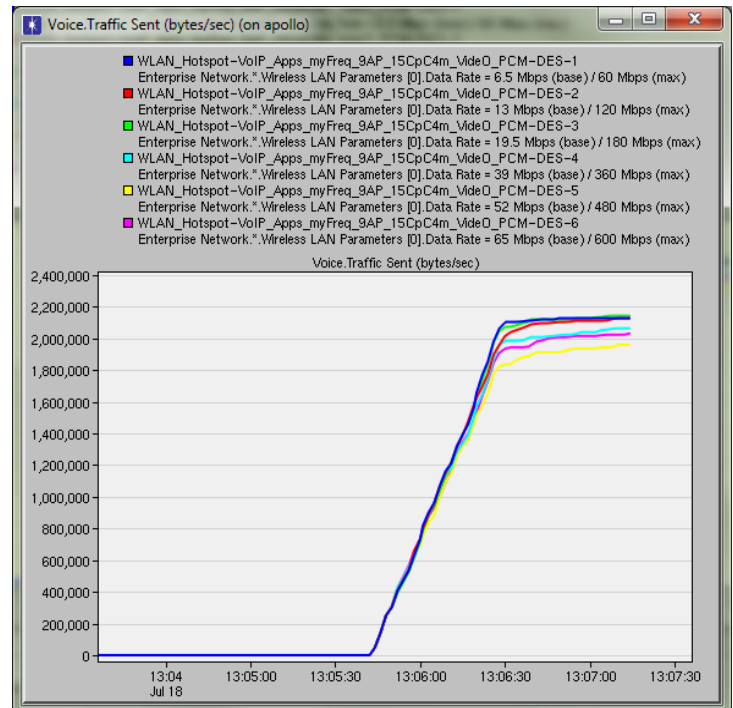 Voice.Traffic Sent (bytes/sec) (on apollo)
WLAN_Hotspot-VoIP_Apps_myFreq_9AP_15CpC4m_Vide0_PCM-DES-1
Enterprise Network.*.Wireless LAN Parameters [0].Data Rate = 6.5 Mbps (base) / 60 Mbps (max)
WLAN_Hotspot-VoIP_Apps_myFreq_9AP_15CpC4m_Vide0_PCM-DES-2
Enterprise Network.*.Wireless LAN Parameters [0].Data Rate = 13 Mbps (base) / 120 Mbps (max)
WLAN_Hotspot-VoIP_Apps_myFreq_9AP_15CpC4m_Vide0_PCM-DES-3
Enterprise Network.*.Wireless LAN Parameters [0].Data Rate = 19.5 Mbps (base) / 180 Mbps (max)
WLAN_Hotspot-VoIP_Apps_myFreq_9AP_15CpC4m_Vide0_PCM-DES-4
Enterprise Network.*.Wireless LAN Parameters [0].Data Rate = 39 Mbps (base) / 360 Mbps (max)
WLAN_Hotspot-VoIP_Apps_myFreq_9AP_15CpC4m_Vide0_PCM-DES-5
Enterprise Network.*.Wireless LAN Parameters [0].Data Rate = 52 Mbps (base) / 480 Mbps (max)
WLAN_Hotspot-VoIP_Apps_myFreq_9AP_15CpC4m_Vide0_PCM-DES-6
Enterprise Network.*.Wireless LAN Parameters [0].Data Rate = 65 Mbps (base) / 600 Mbps (max)
Voice.Traffic Sent (bytes/sec)
2,400,000
2,200,000
2,000,000
1,800,000
1,600,000
1,400,000
1,200,000
1,000,000
800,000
600,000
400,000
200,000
0
13:04 13:05:00 13:05:30 13:06:00 13:06:30 13:07:00 13:07:30
Jul 18